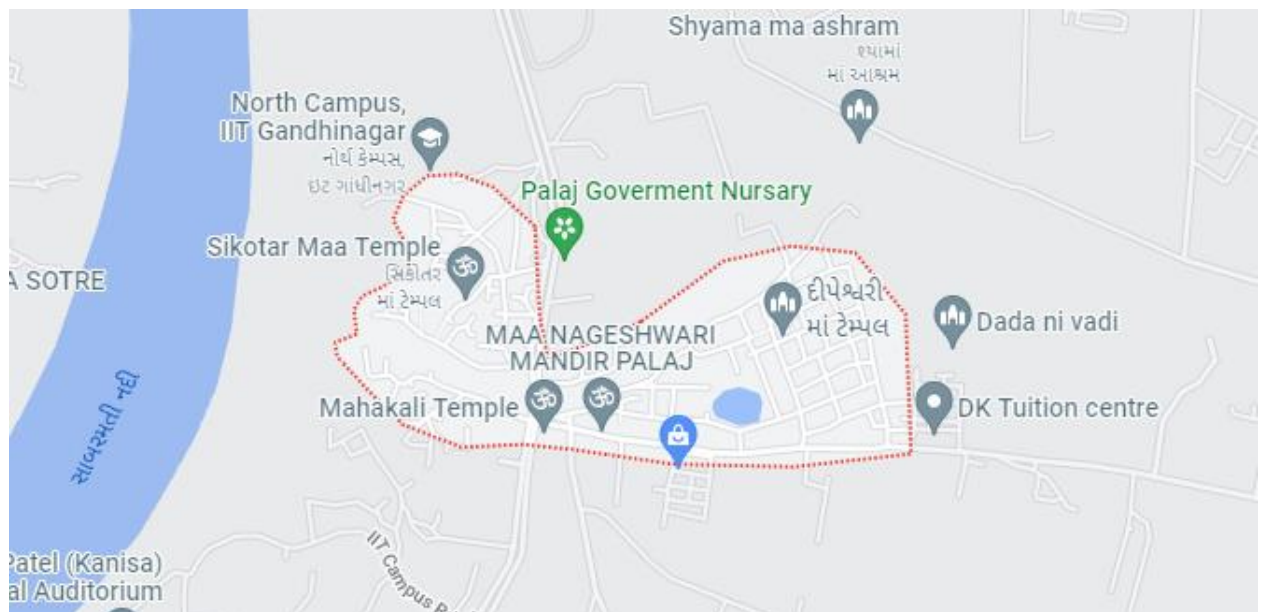 Shyama ma ashram
શ્યામાં
માં આશ્રમ
North Campus,
IIT Gandhinagar
નોર્થ કેમ્પસ,
ઇટ ગાંધીનગર
Palaj Goverment Nursary
Sikotar Maa Temple
સિકોતર
માં ટેમ્પલ
A SOTRE
દીપેશ્વરી
માં ટેમ્પલ
Dada ni vadi
MAA NAGESHWARI
MANDIR PALAJ
Mahakali Temple
DK Tuition centre
સાબરમતી નદી
Patel (Kanisa)
al Auditorium
IIT Campus